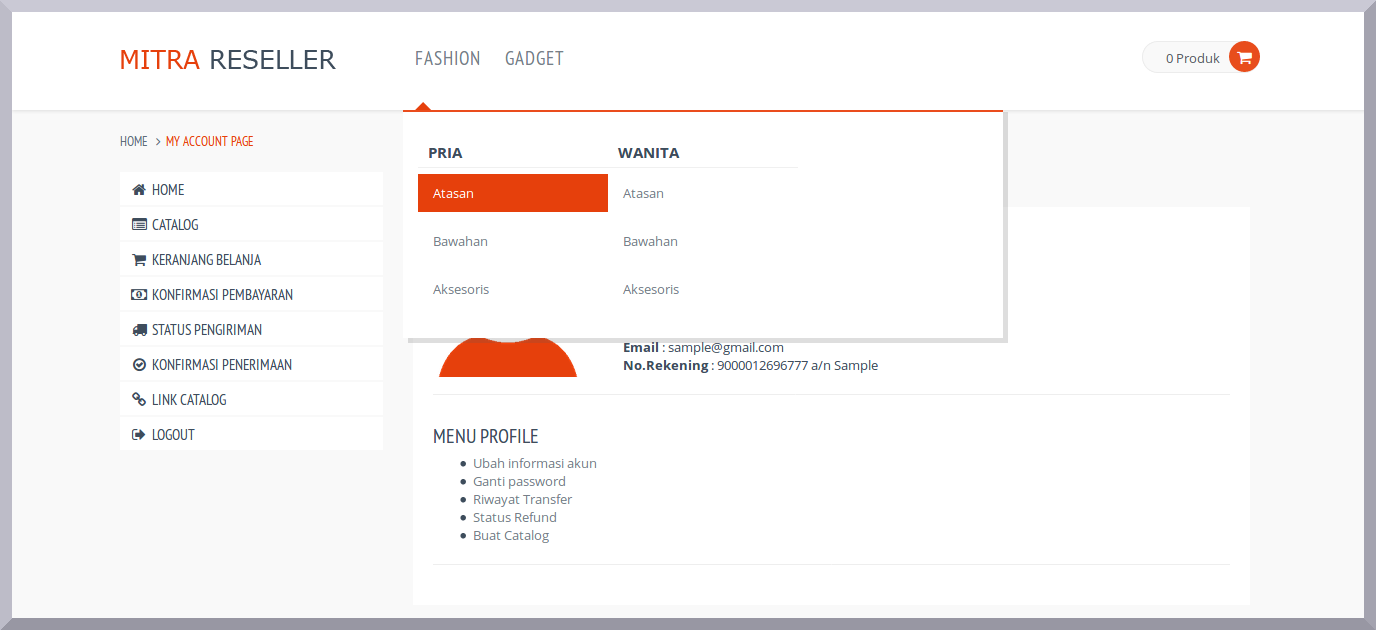 MITRA RESELLER
FASHION GADGET
0 Produk
HOME > MY ACCOUNT PAGE
HOME
CATALOG
KERANJANG BELANJA
KONFIRMASI PEMBAYARAN
STATUS PENGIRIMAN
KONFIRMASI PENERIMAAN
LINK CATALOG
LOGOUT
PRIA WANITA
Atasan Atasan
Bawahan Bawahan
Aksesoris Aksesoris
Email : sample@gmail.com
No.Rekening : 9000012696777 a/n Sample
MENU PROFILE
Ubah informasi akun
Ganti password
Riwayat Transfer
Status Refund
Buat Catalog